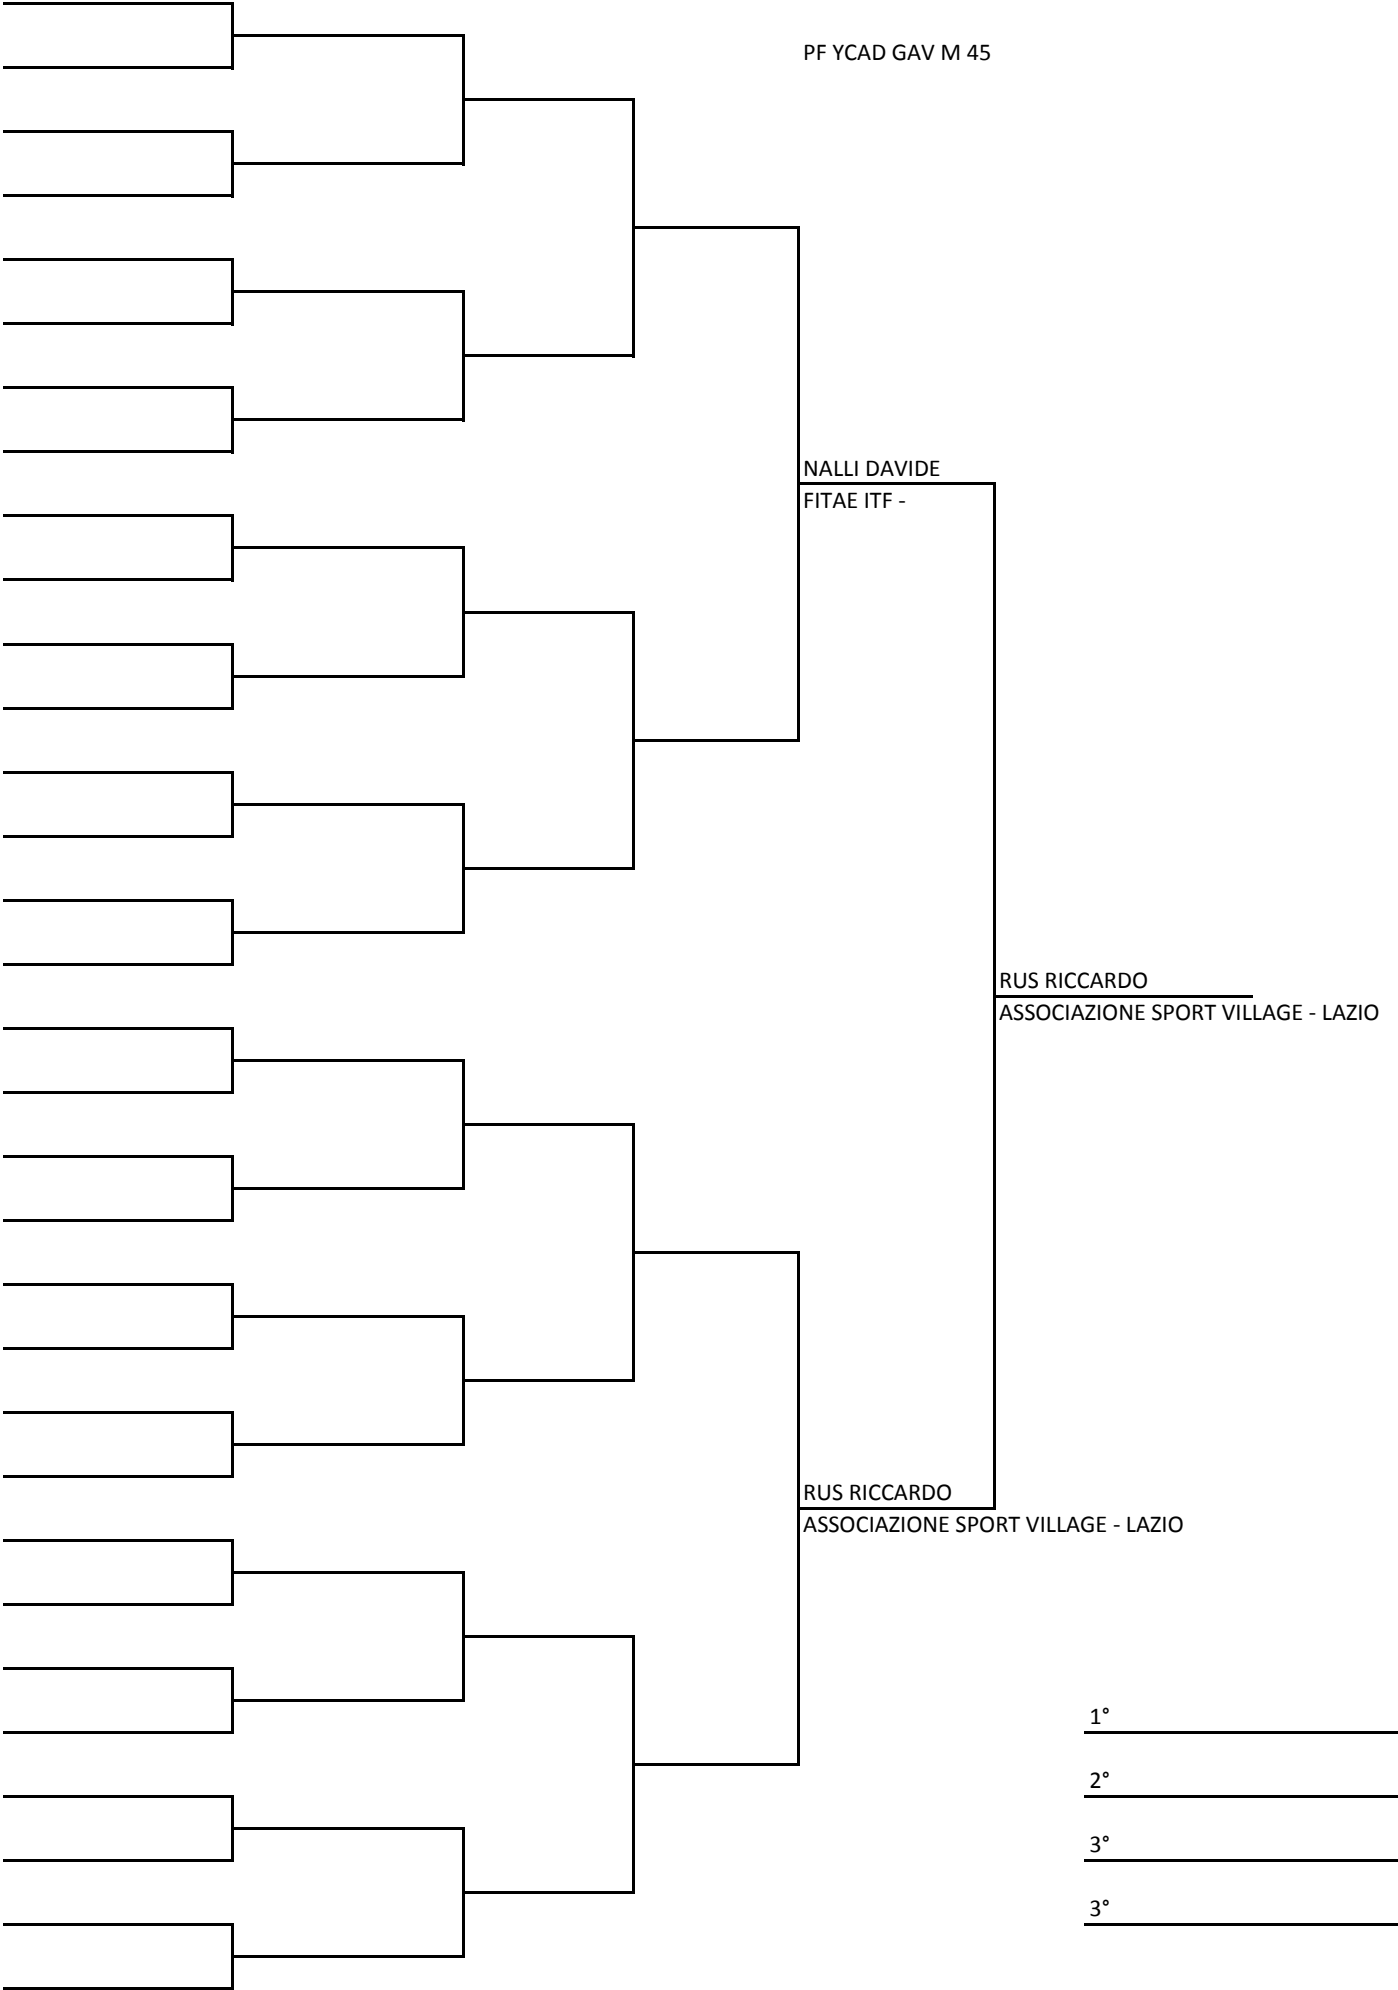 PF YCAD GAV M 45
NALLI DAVIDE
FITAE ITF -
RUS RICCARDO
ASSOCIAZIONE SPORT VILLAGE - LAZIO
RUS RICCARDO
ASSOCIAZIONE SPORT VILLAGE - LAZIO
1°
2°
3°
3°